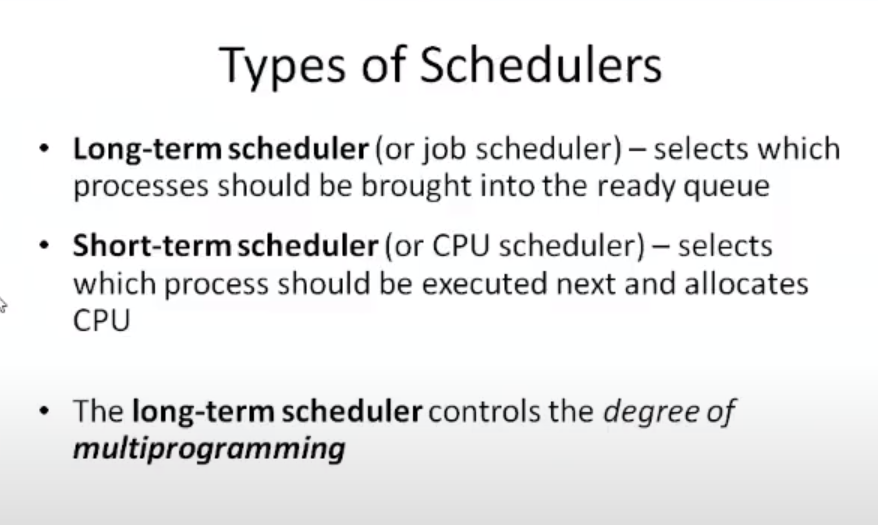 Types of Schedulers
• Long-term scheduler (or job scheduler) – selects which
processes should be brought into the ready queue
• Short-term scheduler (or CPU scheduler) – selects
which process should be executed next and allocates
CPU
• The long-term scheduler controls the degree of
multiprogramming